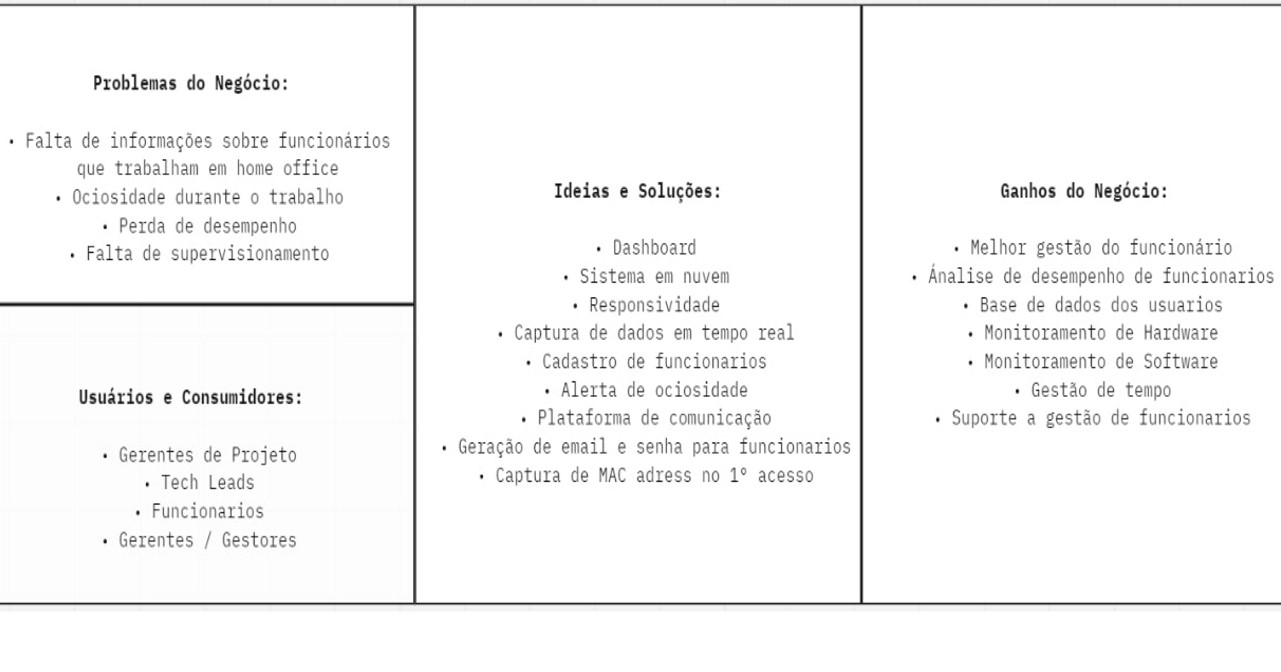 Problemas do Negócio:
• Falta de informações sobre funcionários
que trabalham em home office
• Ociosidade durante o trabalho
• Perda de desempenho
• Falta de supervisionamento
Usuários e Consumidores:
• Gerentes de Projeto
• Tech Leads
• Funcionarios
• Gerentes / Gestores
Ideias e Soluções:
• Dashboard
• Sistema em nuvem
• Responsividade
• Captura de dados em tempo real
• Cadastro de funcionarios
• Alerta de ociosidade
• Plataforma de comunicação
• Geração de email e senha para funcionarios
• Captura de MAC adress no 1º acesso
Ganhos do Negócio:
• Melhor gestão do funcionário
• Ánalise de desempenho de funcionarios
• Base de dados dos usuarios
• Monitoramento de Hardware
• Monitoramento de Software
• Gestão de tempo
• Suporte a gestão de funcionarios